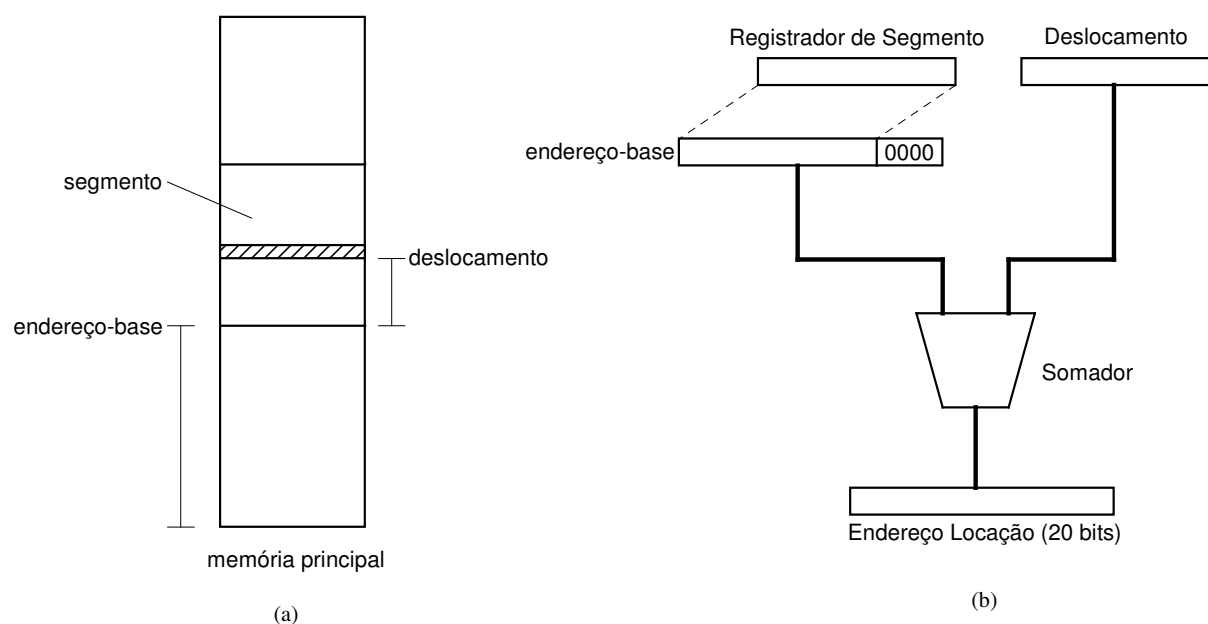 segmento
deslocamento
endereço-base
memória principal
(a)
Registrador de Segmento
Deslocamento
endereço-base
0000
Somador
Endereço Locação (20 bits)
(b)